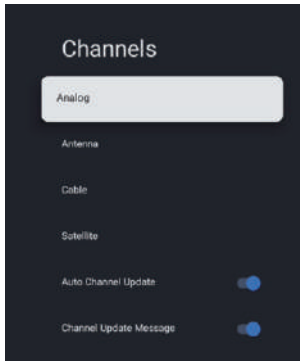 Channels
Analog
Antenna
Cable
Satellite
Auto Channel Update
Channel Update Message